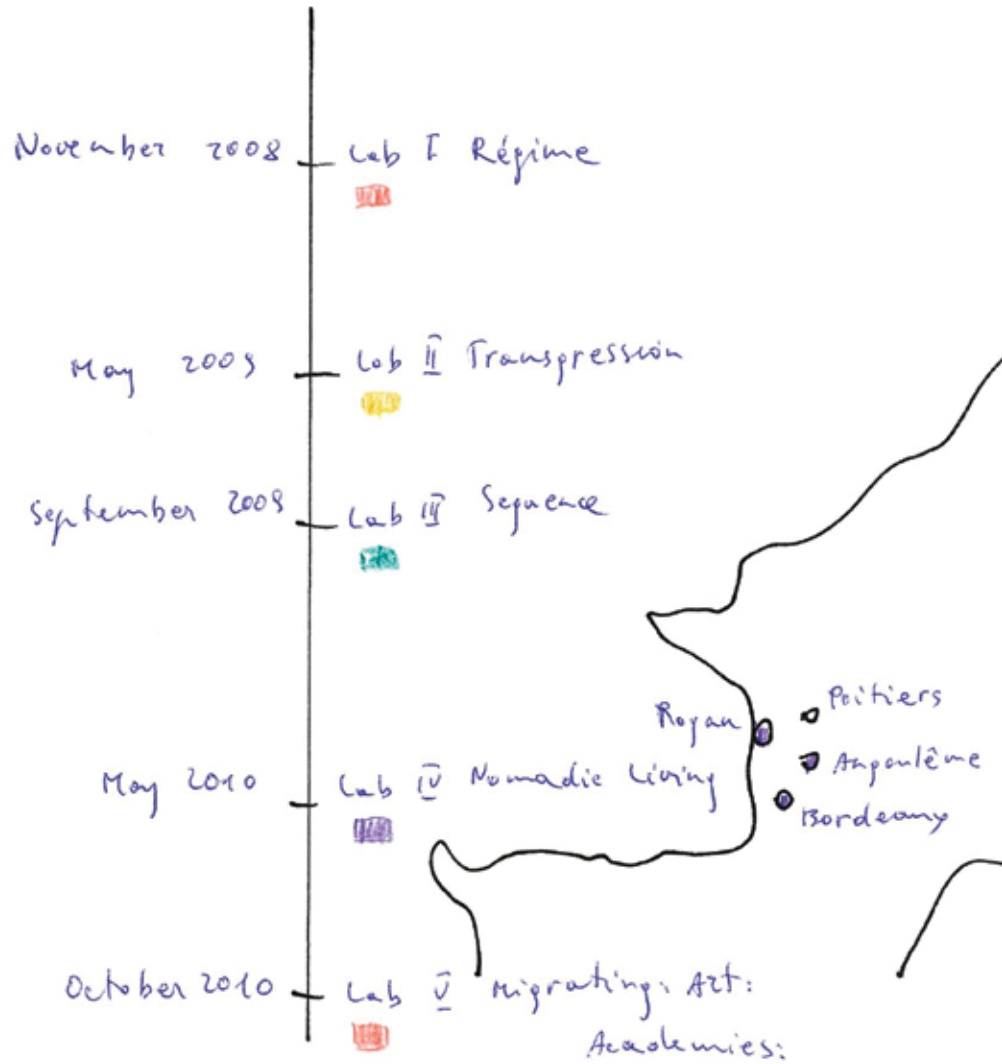 November 2008 Lab I Régime
May 2009 Lab II Transgression
September 2009 Lab III Sequence
Royan
Poitiers
Angoulême
Bordeaux
May 2010 Lab IV Nomadic Living
October 2010 Lab V Migrating: Art:
Academies: